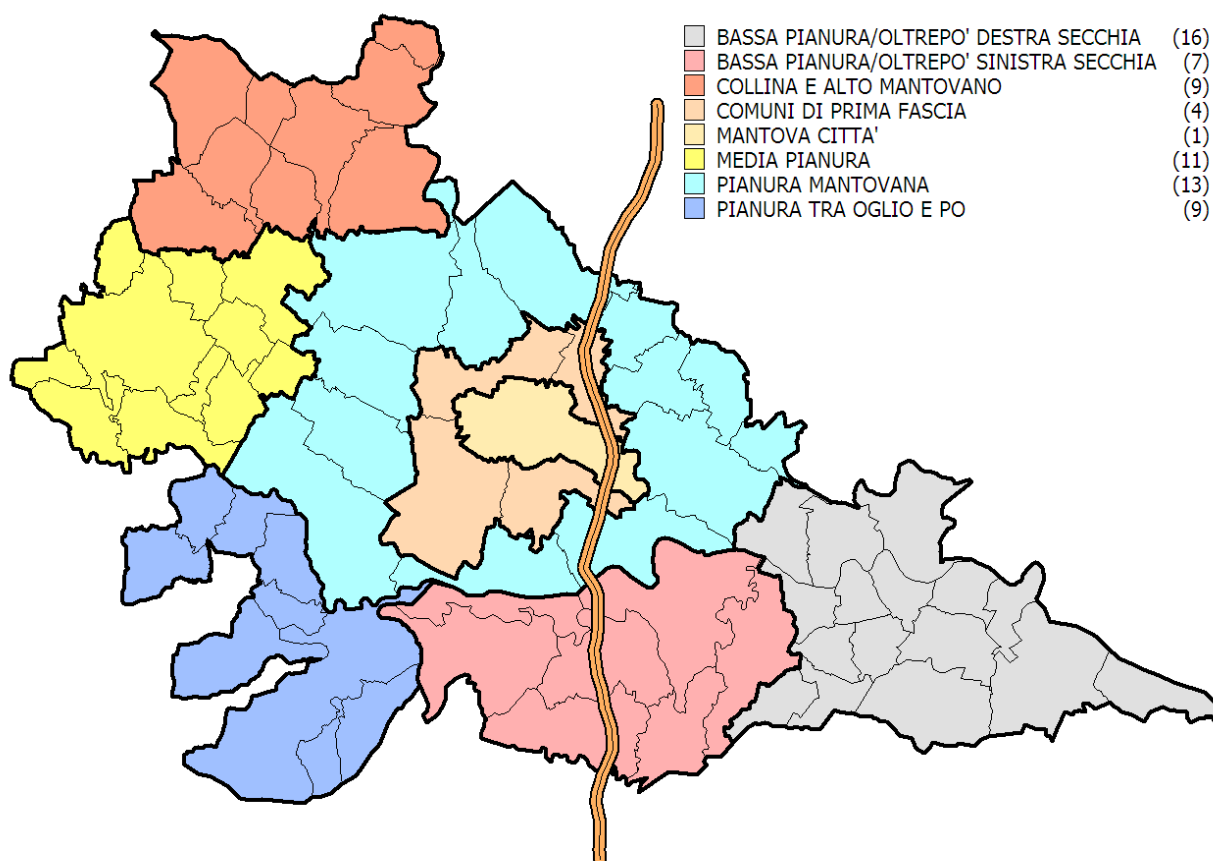 BASSA PIANURA/OLTREPO' DESTRA SECCHIA (16)
BASSA PIANURA/OLTREPO' SINISTRA SECCHIA (7)
COLLINA E ALTO MANTOVANO (9)
COMUNI DI PRIMA FASCIA (4)
MANTOVA CITTA' (1)
MEDIA PIANURA (11)
PIANURA MANTOVANA (13)
PIANURA TRA OGLIO E PO (9)